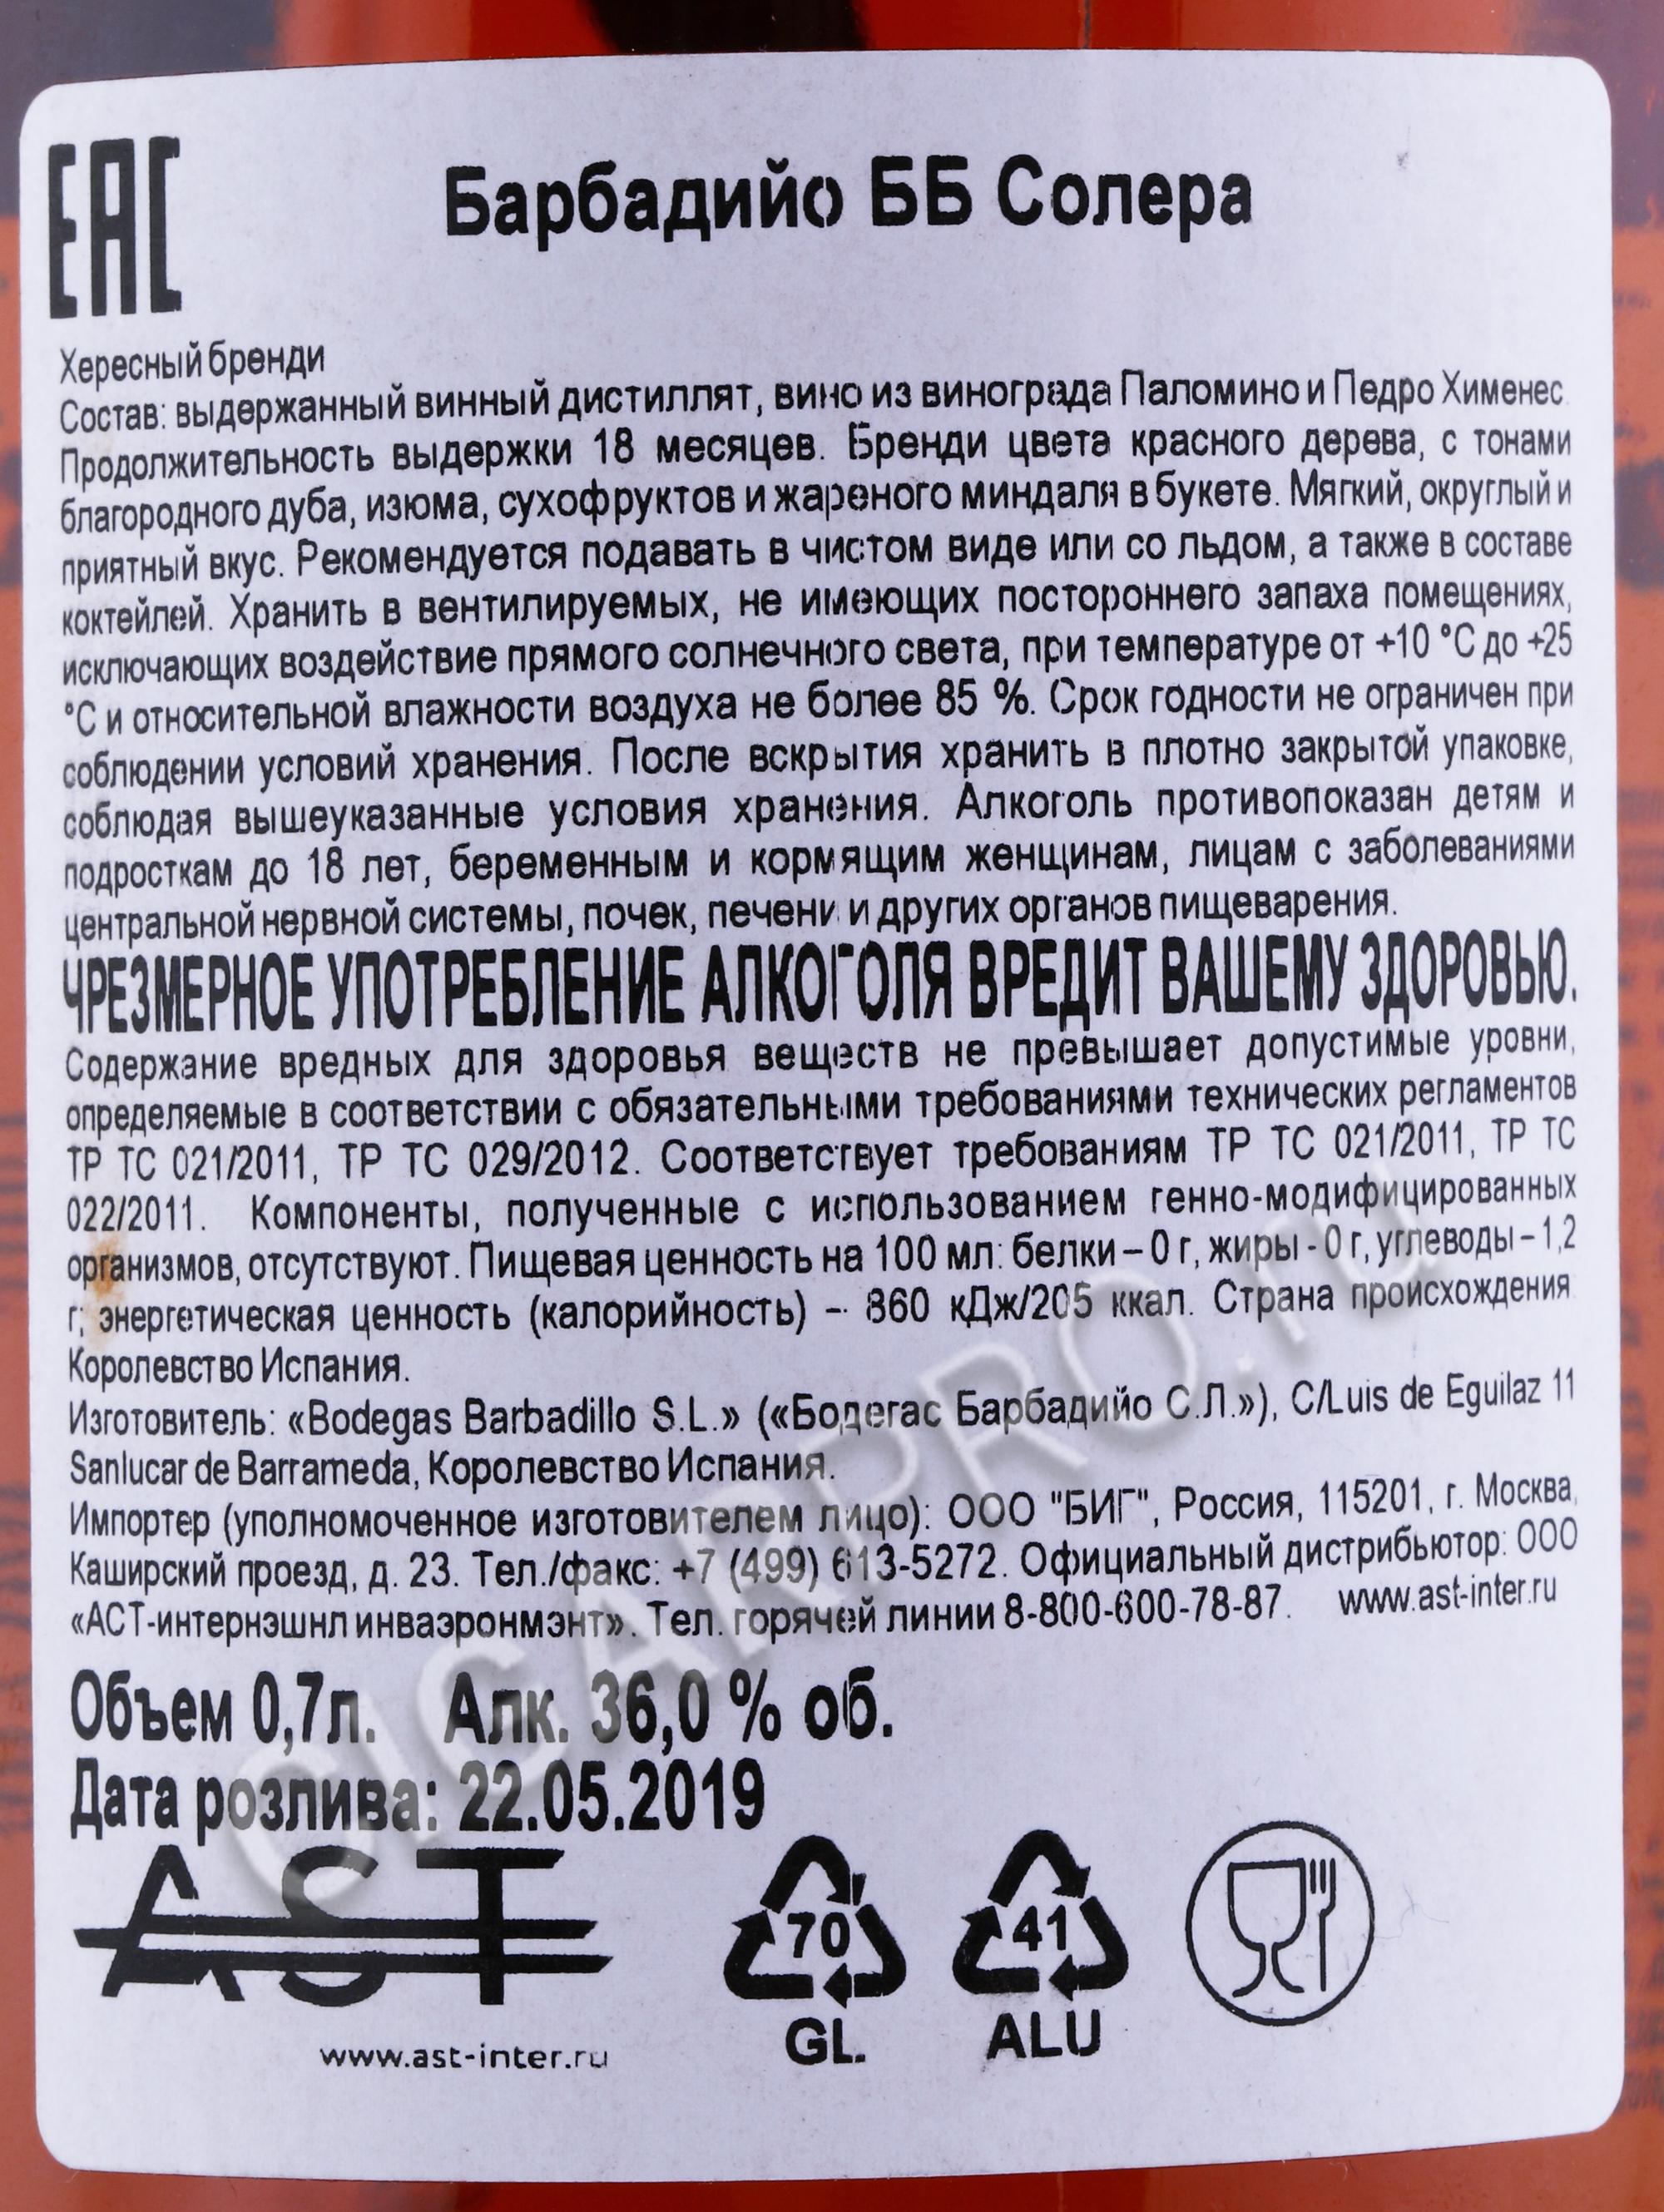 ЕАС
Барбадийо ББ Солера
Хересный бренди
Состав: выдержанный винный дистиллят, вино из винограда Паломино и Педро Хименес.
Продолжительность выдержки 18 месяцев. Бренди цвета красного дерева, с тонами
благородного дуба, изюма, сухофруктов и жареного миндаля в букете. Мягкий, округлый и
приятный вкус. Рекомендуется подавать в чистом виде или со льдом, а также в составе
коктейлей. Хранить в вентилируемых, не имеющих постороннего запаха помещениях,
исключающих воздействие прямого солнечного света, при температуре от +10 °С до +25
°С и относительной влажности воздуха не более 85 %. Срок годности не ограничен при
соблюдении условий хранения. После вскрытия хранить в плотно закрытой упаковке,
соблюдая вышеуказанные условия хранения. Алкоголь противопоказан детям и
подросткам до 18 лет, беременным и кормящим женщинам, лицам с заболеваниями
центральной нервной системы, почек, печени и других органов пищеварения.
ЧРЕЗМЕРНОЕ УПОТРЕБЛЕНИЕ АЛКОГОЛЯ ВРЕДИТ ВАШЕМУ ЗДОРОВЬЮ.
Содержание вредных для здоровья веществ не превышает допустимые уровни,
определяемые в соответствии с обязательными требованиями технических регламентов
ТР ТС 021/2011, ТР ТС 029/2012. Соответствует требованиям ТР ТС 021/2011, ТР ТС
022/2011. Компоненты, полученные с использованием генно-модифицированных
организмов, отсутствуют. Пищевая ценность на 100 мл: белки – 0 г, жиры - 0 г, углеводы – 1,2
г; энергетическая ценность (калорийность) – 860 кДж/205 ккал. Страна происхождения
Королевство Испания.
Изготовитель: «Bodegas Barbadillo S.L.» («Бодегас Барбадийо С.Л.»), C/Luis de Eguilaz 11
Sanlucar de Barrameda, Королевство Испания.
Импортер (уполномоченное изготовителем лицо): ООО "БИГ", Россия, 115201, г. Москва,
Каширский проезд, д. 23. Тел./факс: +7 (499) 613-5272. Официальный дистрибьютор: ООО
«АСТ-интернэшнл инваэронмэнт». Тел. горячей линии 8-800-600-78-87. www.ast-inter.ru
Объем 0,7л. Алк. 36,0 % об.
Дата розлива: 22.05.2019
AST
www.ast-inter.ru
70
GL
41
ALU
CIGARPRO.ru